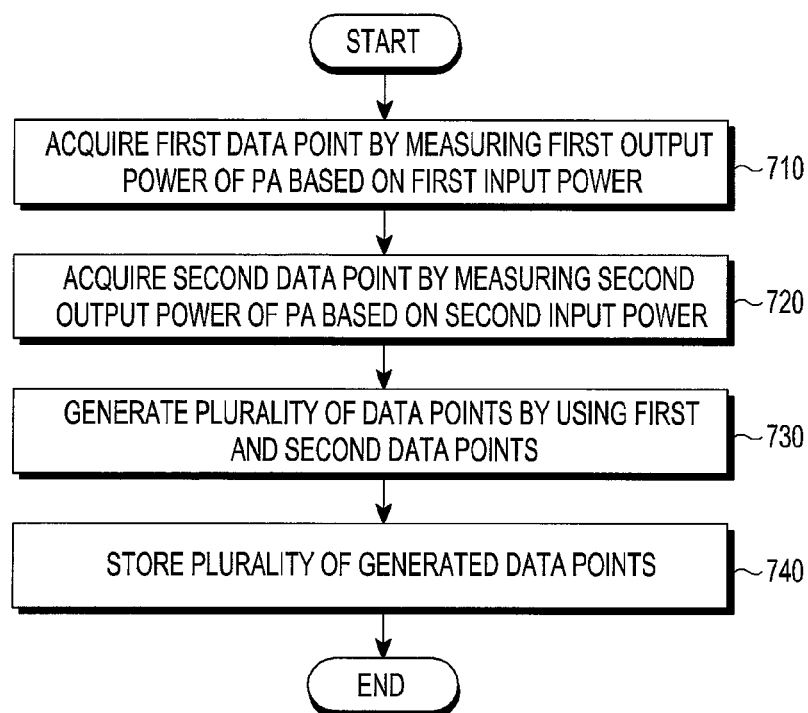 START
ACQUIRE FIRST DATA POINT BY MEASURING FIRST OUTPUT
POWER OF PA BASED ON FIRST INPUT POWER
710
ACQUIRE SECOND DATA POINT BY MEASURING SECOND
OUTPUT POWER OF PA BASED ON SECOND INPUT POWER
720
GENERATE PLURALITY OF DATA POINTS BY USING FIRST
AND SECOND DATA POINTS
730
STORE PLURALITY OF GENERATED DATA POINTS
740
END